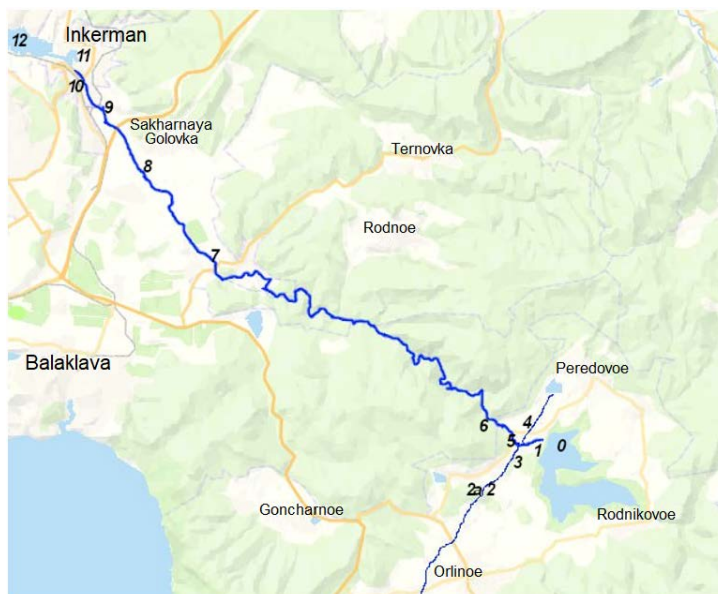 Inkerman
12
11
10
9
Sakharnaya
Golovka
8
Ternovka
Rodnoe
7
Balaklava
Peredovoe
6
4
5
1
0
3
2a
2
Goncharnoe
Rodnikovoe
Orlinoe